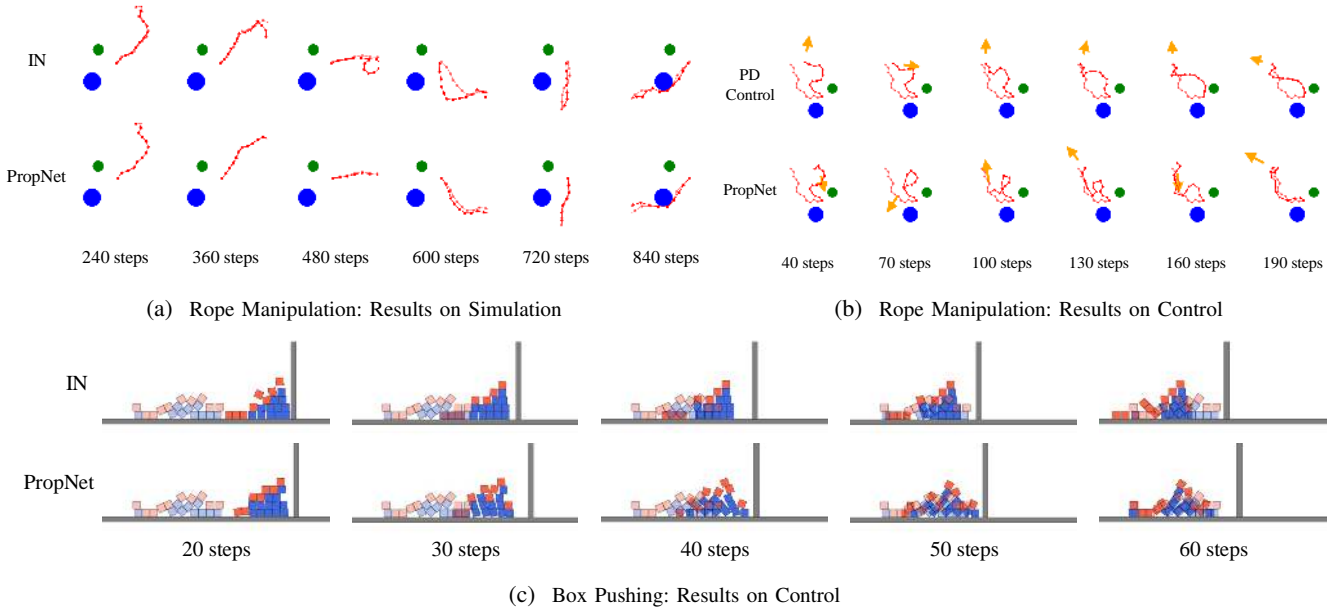 IN
PropNet
240 steps 360 steps 480 steps 600 steps 720 steps 840 steps
(a) Rope Manipulation: Results on Simulation
PD
Control
PropNet
40 steps 70 steps 100 steps 130 steps 160 steps 190 steps
(b) Rope Manipulation: Results on Control
IN
PropNet
20 steps 30 steps 40 steps 50 steps 60 steps
(c) Box Pushing: Results on Control